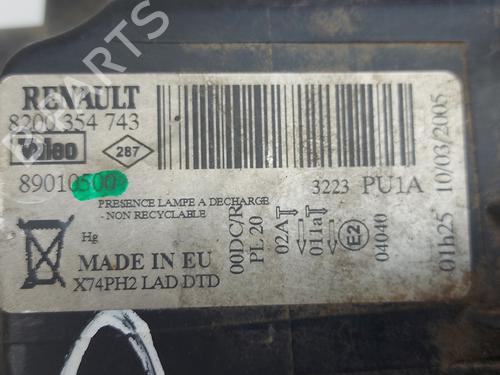 RENAULT
8200 354 743
Valeo
287
89010500
3223 PU1A
PRESENCE LAMPE A DECHARGE
- NON RECYCLABLE
Hg
MADE IN EU
X74PH2 LAD DTD
00DC/R
PL 20
02A
01la
E2
04040
01h25 10/03/2005